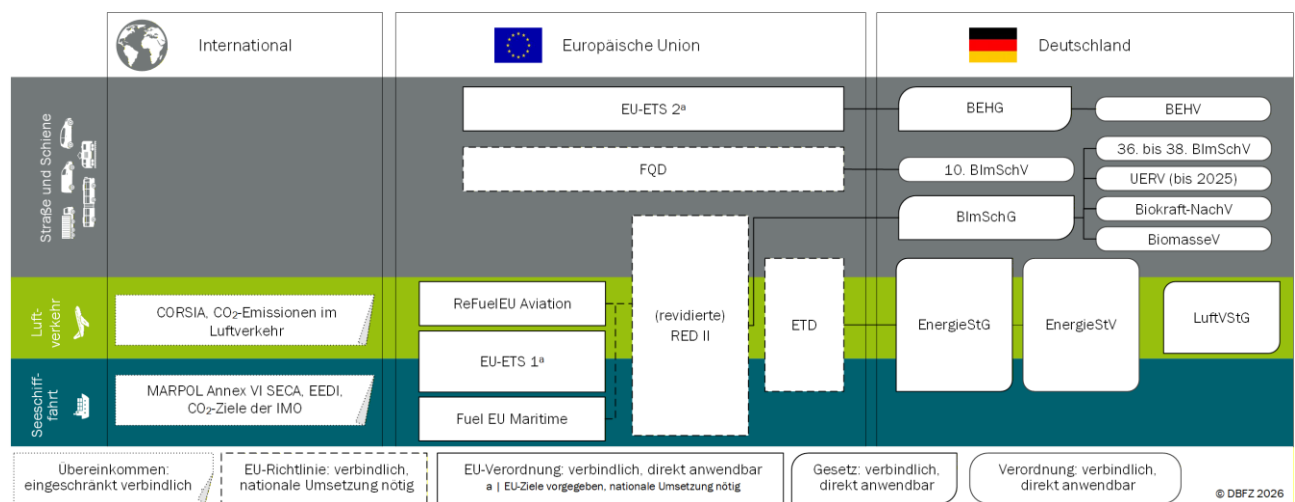 International
Europäische Union
Deutschland
Straße und Schiene
EU-ETS 2ᵃ
BEHG
BEHV
FQD
10. BImSchV
36. bis 38. BImSchV
UERV (bis 2025)
BImSchG
Biokraft-NachV
BiomasseV
Luft-
verkehr
CORSIA, CO₂-Emissionen im
Luftverkehr
ReFuelEU Aviation
(revidierte)
RED II
ETD
EnergieStG
EnergieStV
LuftVStG
EU-ETS 1ᵃ
Seeschiff-
fahrt
MARPOL Annex VI SECA, EEDI,
CO₂-Ziele der IMO
Fuel EU Maritime
Übereinkommen:
eingeschränkt verbindlich
EU-Richtlinie: verbindlich,
nationale Umsetzung nötig
EU-Verordnung: verbindlich, direkt anwendbar
a | EU-Ziele vorgegeben, nationale Umsetzung nötig
Gesetz: verbindlich,
direkt anwendbar
Verordnung: verbindlich,
direkt anwendbar
© DBFZ 2026